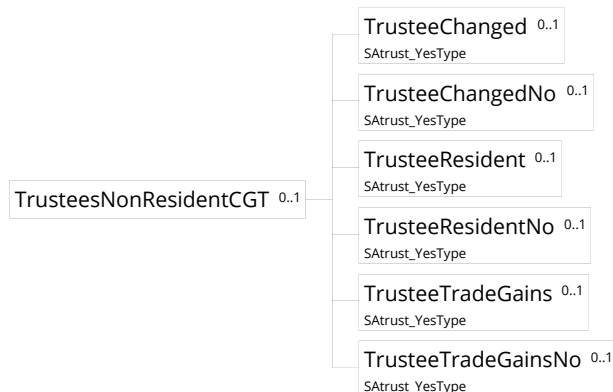 TrusteeChanged 0..1
SAtrust_YesType
TrusteeChangedNo 0..1
SAtrust_YesType
TrusteeResident 0..1
SAtrust_YesType
TrusteesNonResidentCGT 0..1
TrusteeResidentNo 0..1
SAtrust_YesType
TrusteeTradeGains 0..1
SAtrust_YesType
TrusteeTradeGainsNo 0..1
SAtrust_YesType